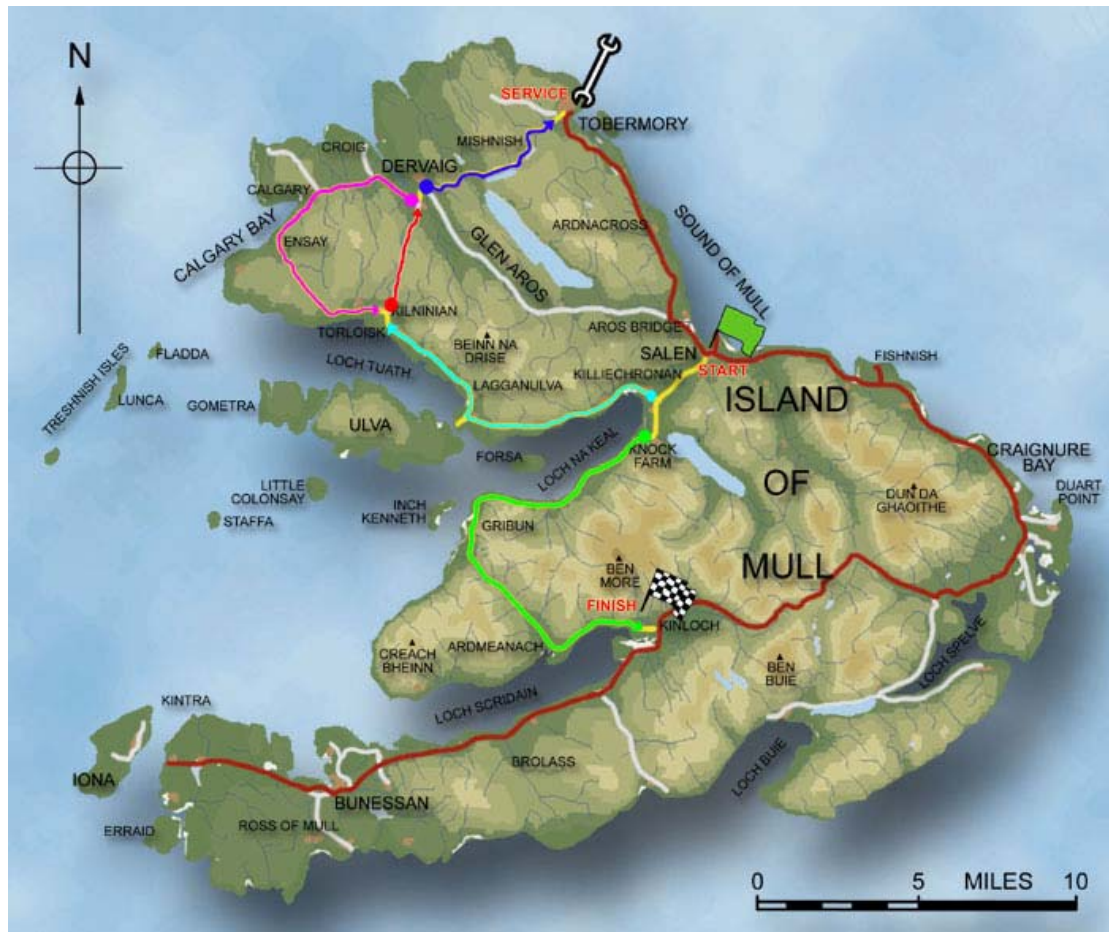 N
SERVICE
TOBERMORY
MISHNISH
CROIG
DERVAIG
CALGARY
CALGARY BAY
ENSAY
ARDNACROSS
SOUND OF MULL
GLEN AROS
KILNINIAN
TORLOISK
BEINN NA
DRISE
AROS BRIDGE
SALEN
START
FISHNISH
LOCH TUATH
LAGGANULVA
KILLIECHRONAN
TRESHNISH ISLES
FLADDA
LUNCA
GOMETRA
ULVA
FORSA
LOCH NA KEAL
KNOCK
FARM
ISLAND
OF
MULL
CRAIGNURE
BAY
DUART
POINT
DUN DA
GHAOITHE
LITTLE
COLONSAY
STAFFA
INCH
KENNETH
GRIBUN
BEN
MORE
FINISH
KINLOCH
ARDMEANACH
CREACH
BHEINN
BEN
BUIE
LOCH SPELVE
LOCH SCRIDAIN
LOCH BUIE
KINTRA
IONA
BROLASS
BUNESSAN
ERRAID
ROSS OF MULL
0 5 MILES 10